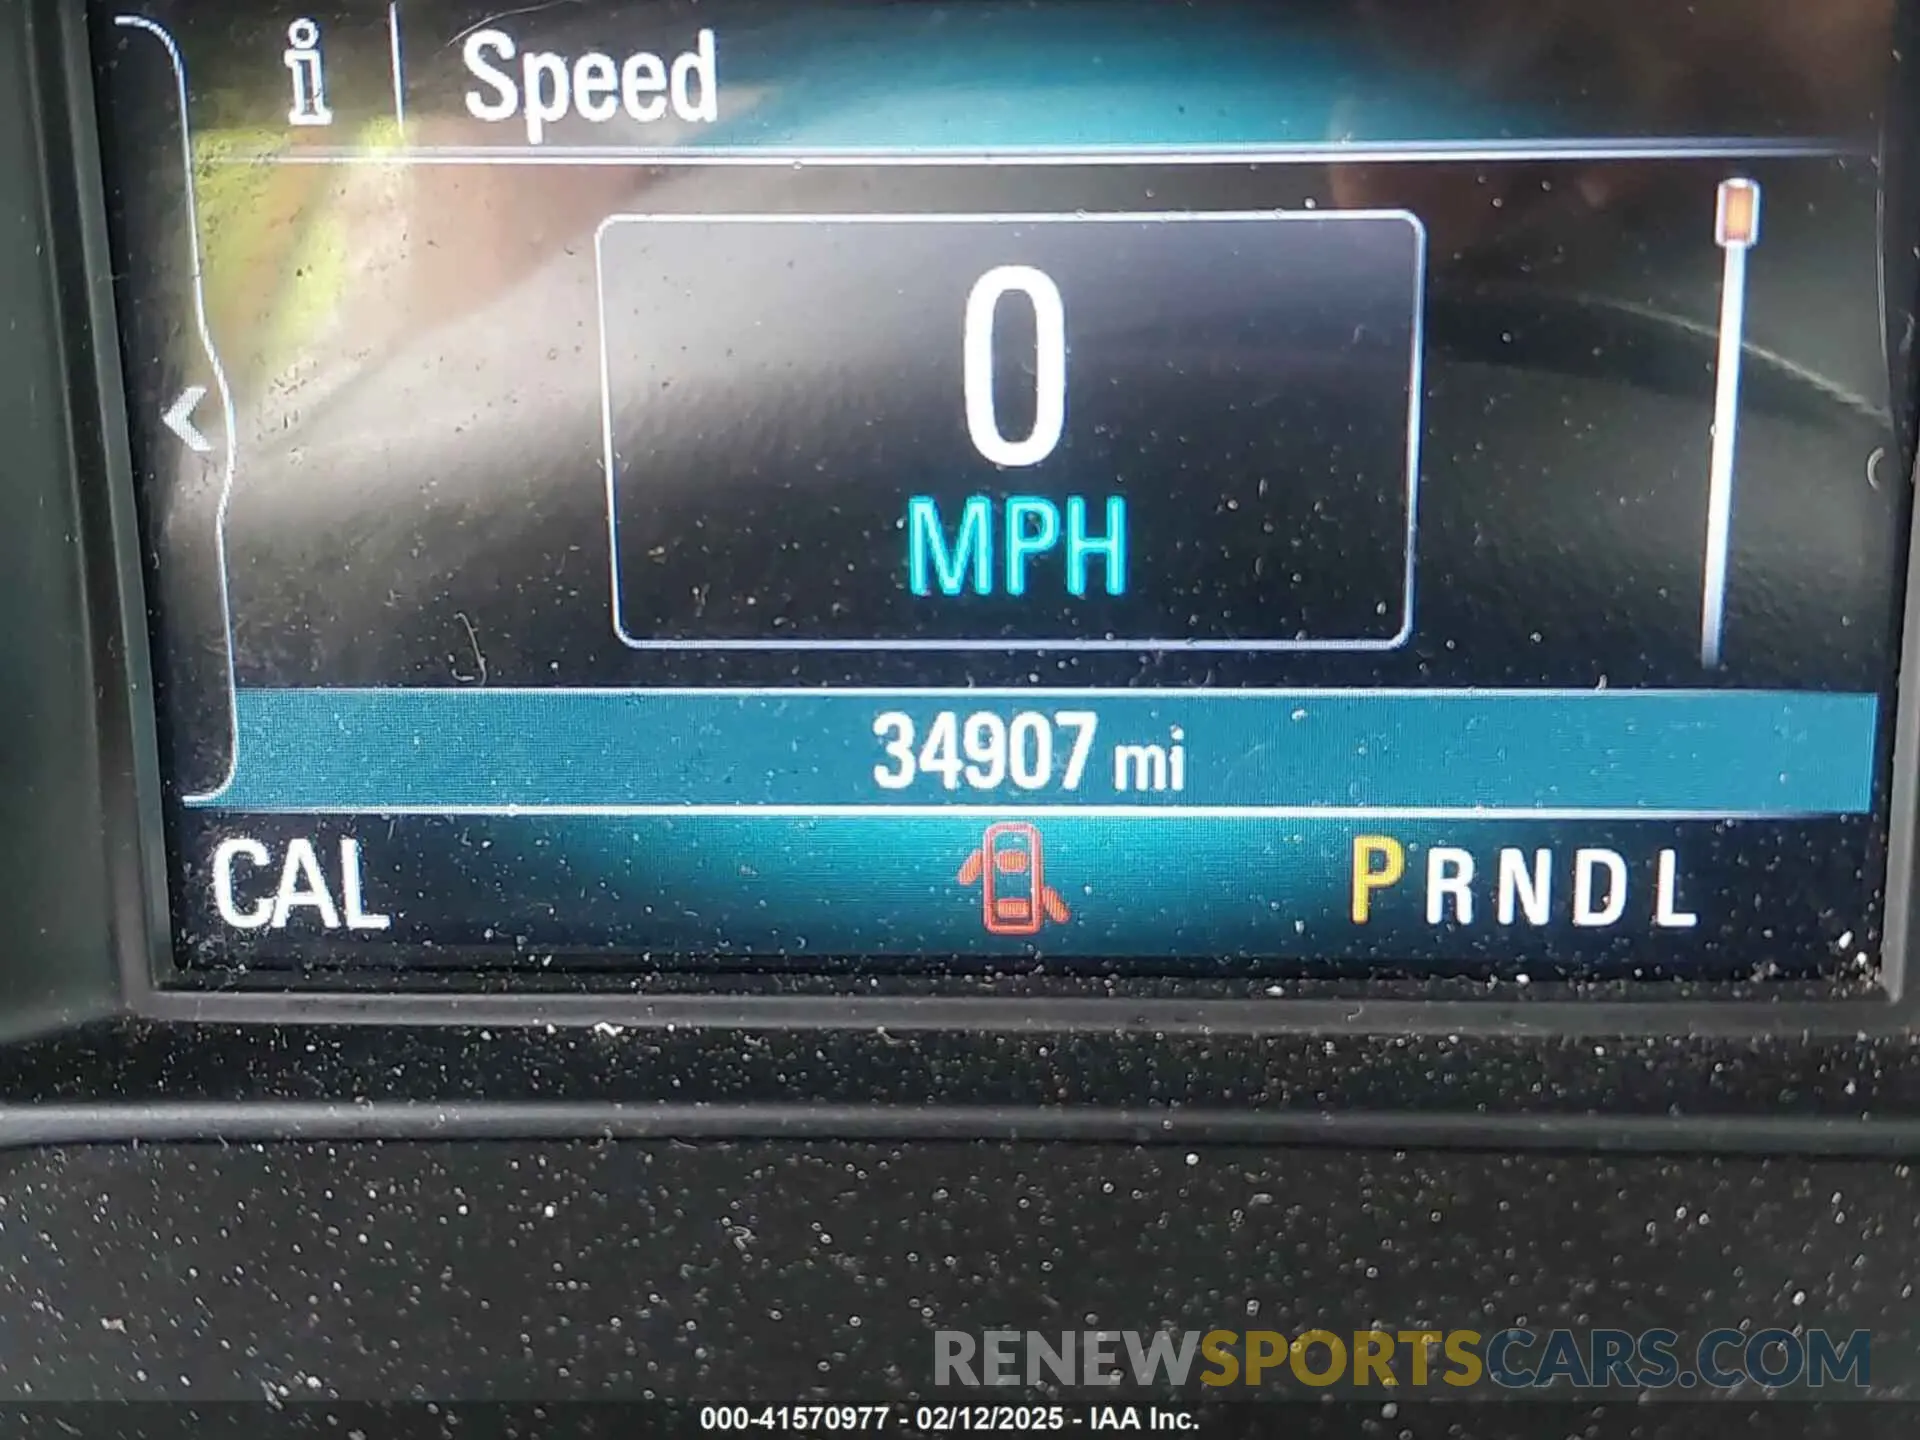 i Speed
0
MPH
34907 mi
CAL PRNDL
RENEWSPORTSCARS.COM
000-41570977 - 02/12/2025 - IAA Inc.